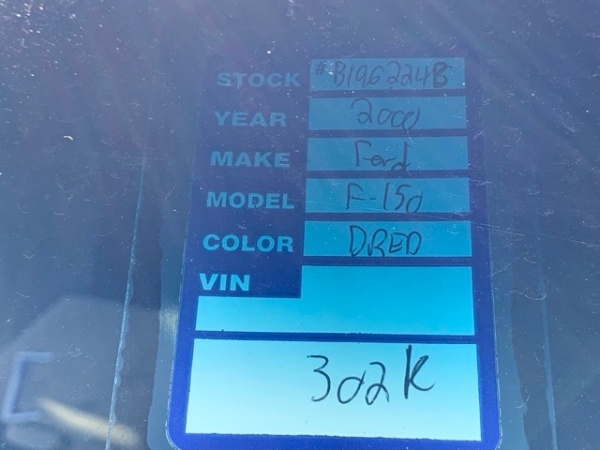 STOCK #B196224B
YEAR 2000
MAKE Ford
MODEL F-150
COLOR DRED
VIN
302K